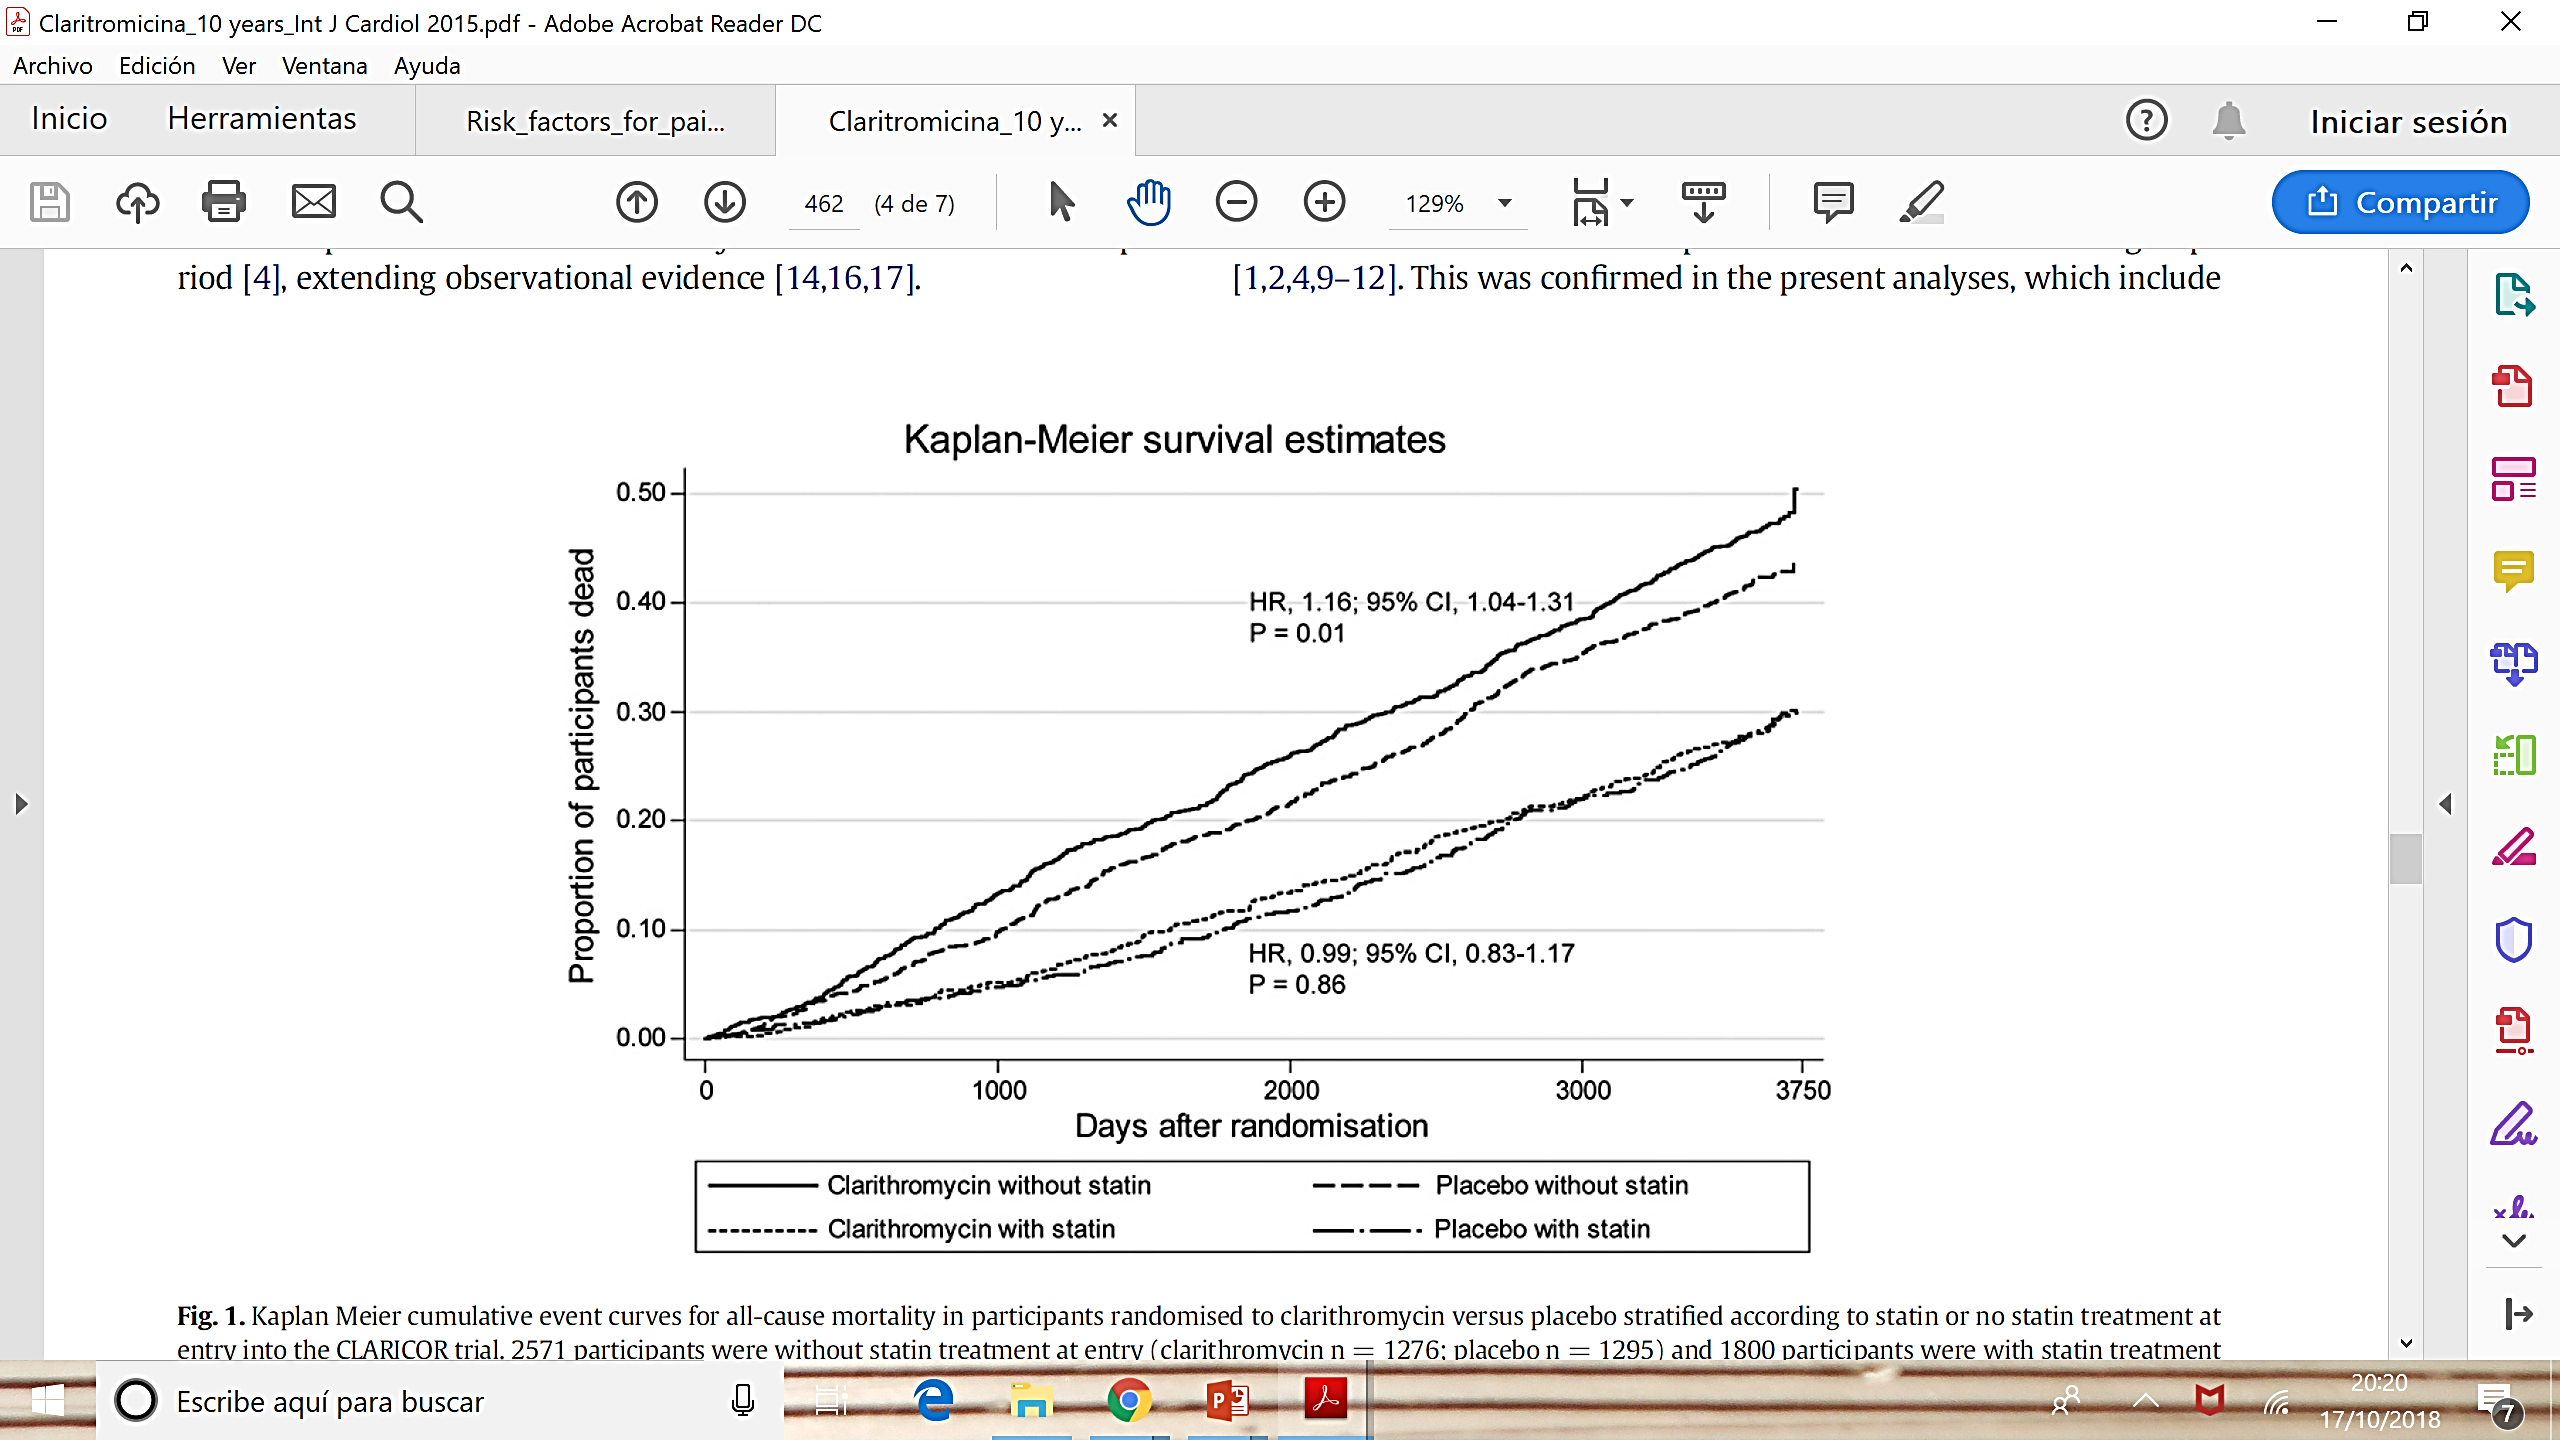 Claritromicina_10 years_Int J Cardiol 2015.pdf - Adobe Acrobat Reader DC
Archivo Edición Ver Ventana Ayuda
Inicio Herramientas Risk_factors_for_pai... Claritromicina_10 y... Iniciar sesión
462 (4 de 7) 129% Compartir
riod [4], extending observational evidence [14,16,17].
[1,2,4,9–12]. This was confirmed in the present analyses, which include
Kaplan-Meier survival estimates
Proportion of participants dead
0.50
0.40
0.30
0.20
0.10
0.00
HR, 1.16; 95% CI, 1.04-1.31
P = 0.01
HR, 0.99; 95% CI, 0.83-1.17
P = 0.86
0 1000 2000 3000 3750
Days after randomisation
Clarithromycin without statin Placebo without statin
Clarithromycin with statin Placebo with statin
Fig. 1. Kaplan Meier cumulative event curves for all-cause mortality in participants randomised to clarithromycin versus placebo stratified according to statin or no statin treatment at
entry into the CLARICOR trial. 2571 participants were without statin treatment at entry (clarithromycin n = 1276; placebo n = 1295) and 1800 participants were with statin treatment
Escribe aquí para buscar
20:20
17/10/2018
7